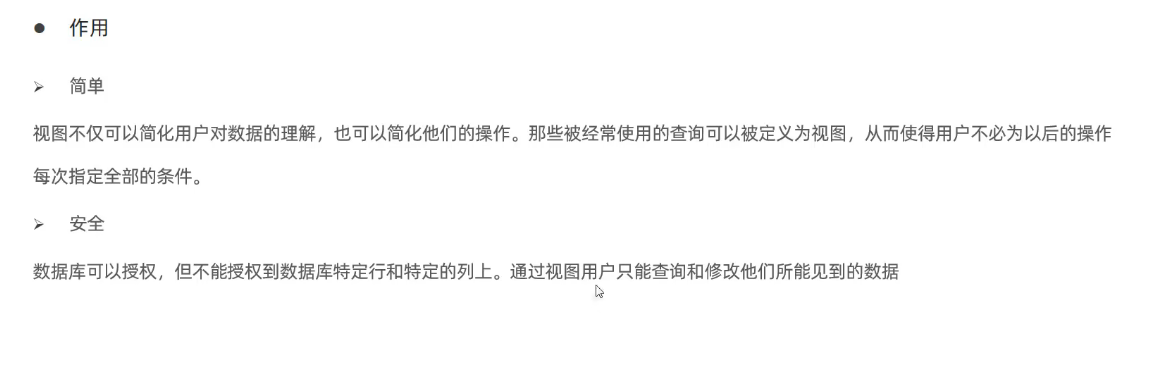 ● 作用
➢ 简单
视图不仅可以简化用户对数据的理解，也可以简化他们的操作。那些被经常使用的查询可以被定义为视图，从而使得用户不必为以后的操作
每次指定全部的条件。
➢ 安全
数据库可以授权，但不能授权到数据库特定行和特定的列上。通过视图用户只能查询和修改他们所能见到的数据